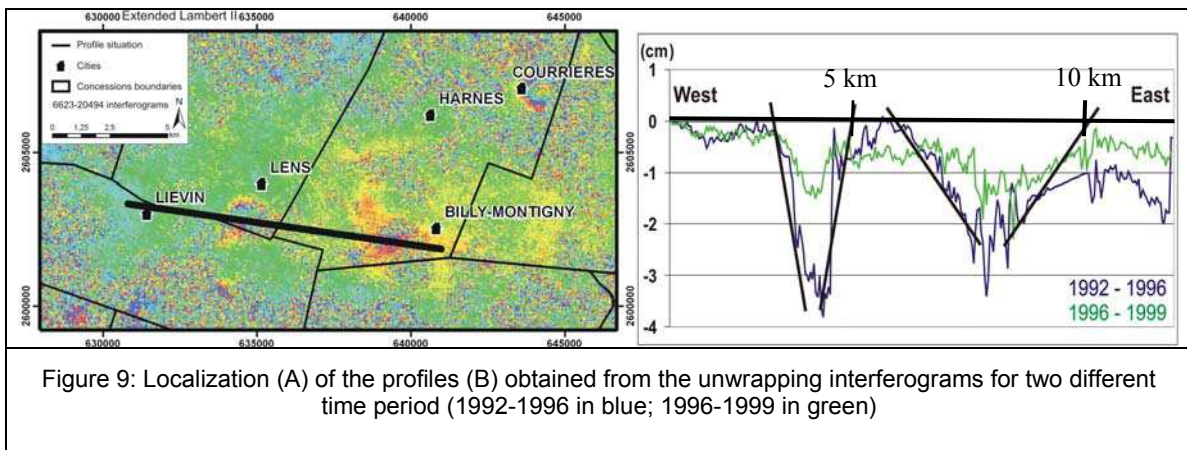 630000 Extended Lambert II 635000 640000 645000
Profile situation
Cities
Concessions boundaries
6623-20494 interferograms
N
0 1.25 2.5 5
km
COURRIERES
HARNES
LENS
LIEVIN
BILLY-MONTIGNY
2605000
2600000
2605000
2600000
630000 635000 640000 645000
(cm)
1
0
-1
-2
-3
-4
West
5 km
10 km
East
1992 - 1996
1996 - 1999
Figure 9: Localization (A) of the profiles (B) obtained from the unwrapping interferograms for two different
time period (1992-1996 in blue; 1996-1999 in green)